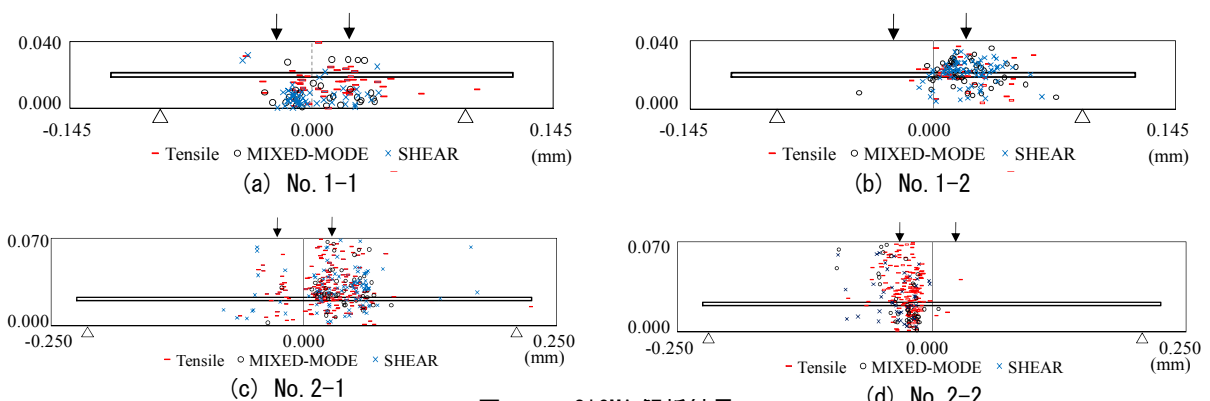 0.040
0.000
-0.145 0.000 0.145
Tensile MIXED-MODE SHEAR (mm)
(a) No.1-1
0.040
0.000
-0.145 0.000 0.145
Tensile MIXED-MODE SHEAR (mm)
(b) No.1-2
0.070
0.000
-0.250 0.000 0.250
Tensile MIXED-MODE SHEAR (mm)
(c) No.2-1
0.070
0.000
-0.250 0.000 0.250
Tensile MIXED-MODE SHEAR (mm)
(d) No.2-2